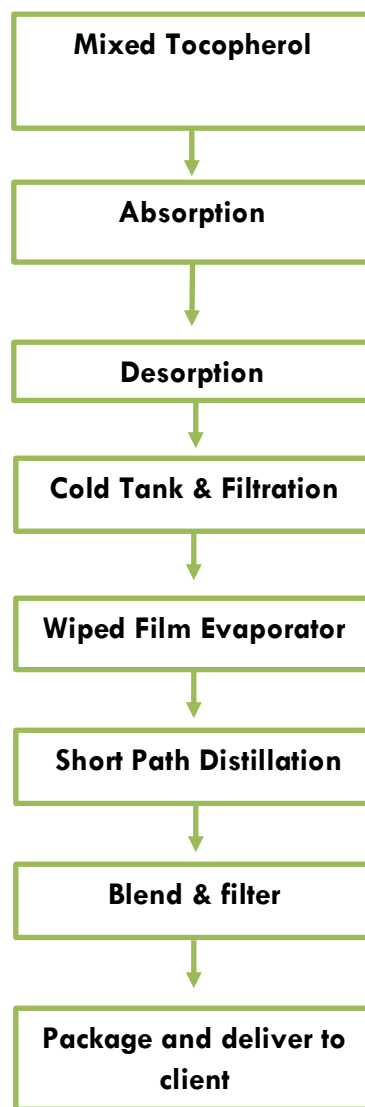 Mixed Tocopherol
Absorption
Desorption
Cold Tank & Filtration
Wiped Film Evaporator
Short Path Distillation
Blend & filter
Package and deliver to
client